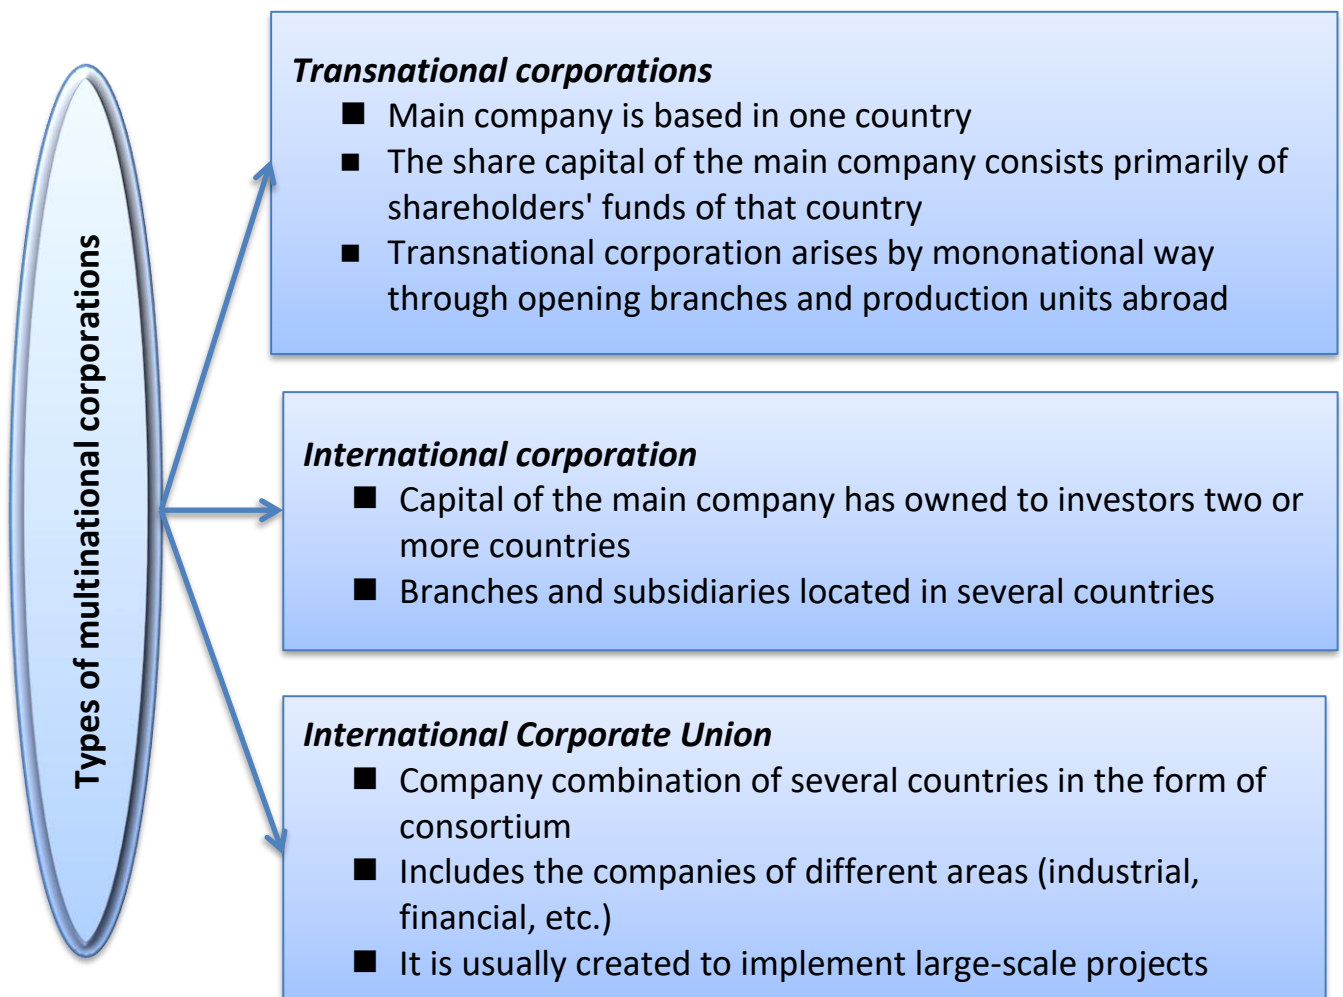 Types of multinational corporations
Transnational corporations
■ Main company is based in one country
■ The share capital of the main company consists primarily of
shareholders' funds of that country
■ Transnational corporation arises by mononational way
through opening branches and production units abroad
International corporation
■ Capital of the main company has owned to investors two or
more countries
■ Branches and subsidiaries located in several countries
International Corporate Union
■ Company combination of several countries in the form of
consortium
■ Includes the companies of different areas (industrial,
financial, etc.)
■ It is usually created to implement large-scale projects